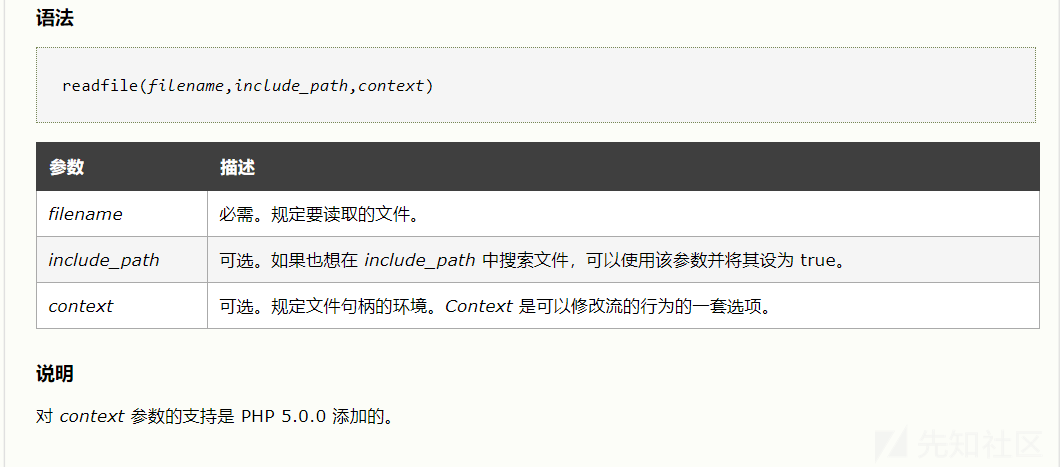 语法
readfile(filename,include_path,context)
参数 描述
filename 必需。规定要读取的文件。
include_path 可选。如果也想在 include_path 中搜索文件，可以使用该参数并将其设为 true。
context 可选。规定文件句柄的环境。Context 是可以修改流的行为的一套选项。
说明
对 context 参数的支持是 PHP 5.0.0 添加的。
先知社区